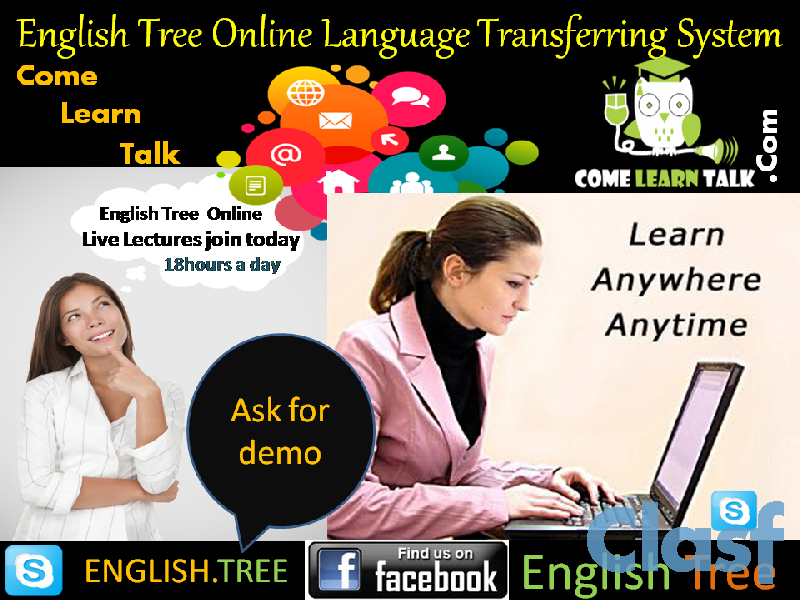 English Tree Online Language Transferring System
Come
Learn
Talk
COME LEARN TALK
.Com
@
English Tree Online
Live Lectures join today
18hours a day
Learn
Anywhere
Anytime
Ask for
demo
ENGLISH.TREE
Find us on
facebook
English Tree
Clasf